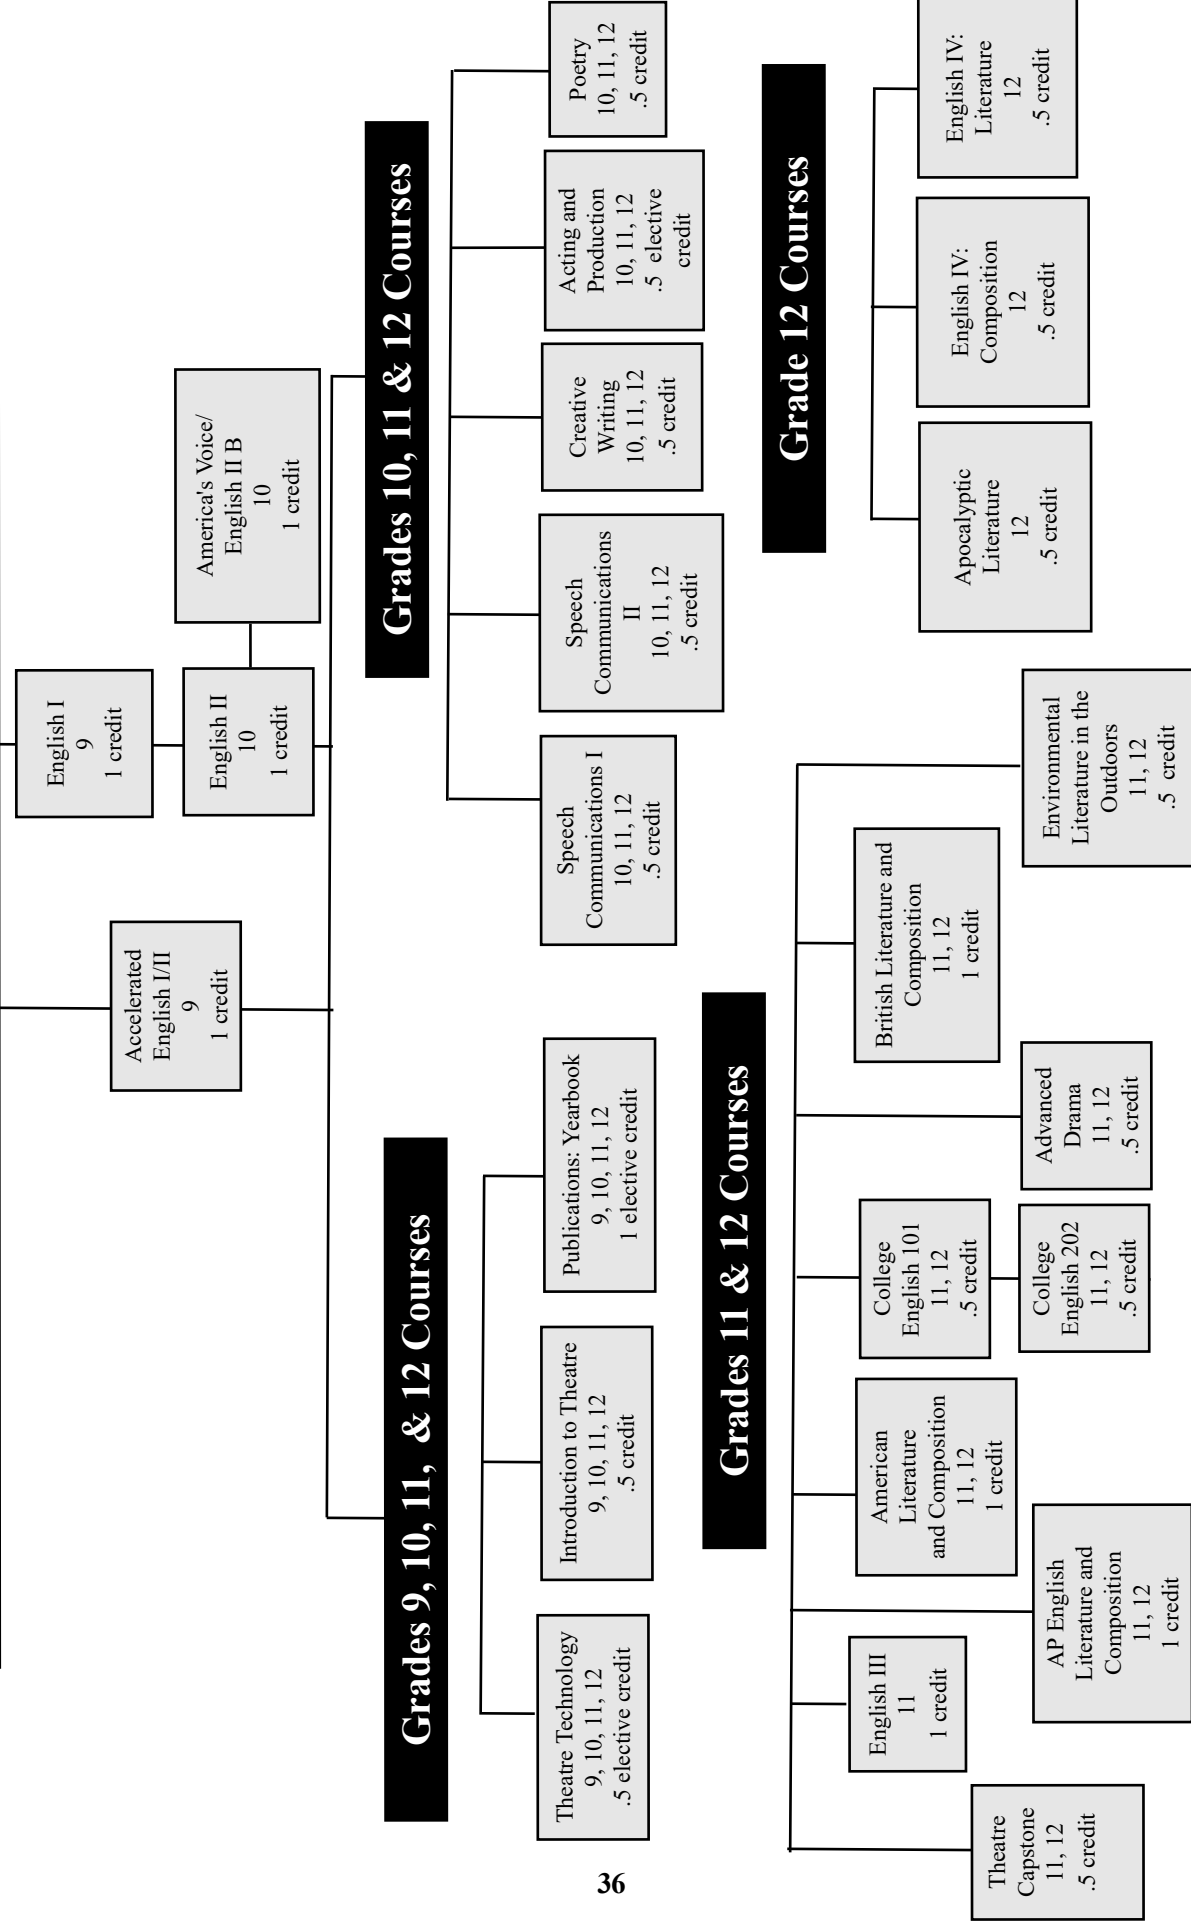 English I
9
1 credit
Accelerated
English I/II
9
1 credit
English II
10
1 credit
America's Voice/
English II B
10
1 credit
Grades 9, 10, 11,  & 12 Courses
Theatre Technology
9, 10, 11, 12
.5 elective credit
Introduction to Theatre
9, 10, 11, 12
.5 credit
Publications: Yearbook
9, 10, 11, 12
1 elective credit
Grades 10, 11 & 12 Courses
Speech
Communications I
10, 11, 12
.5 credit
Speech
Communications
II
10, 11, 12
.5 credit
Creative
Writing
10, 11, 12
.5 credit
Acting and
Production
10, 11, 12
.5  elective
credit
Poetry
10, 11, 12
.5 credit
Grades 11 & 12 Courses
Theatre
Capstone
11, 12
.5 credit
English III
11
1 credit
AP English
Literature and
Composition
11, 12
1 credit
American
Literature
and Composition
11, 12
1 credit
College
English 101
11, 12
.5 credit
College
English 202
11, 12
.5 credit
Advanced
Drama
11, 12
.5 credit
British Literature and
Composition
11, 12
1 credit
Environmental
Literature in the
Outdoors
11, 12
.5  credit
Grade 12 Courses
Apocalyptic
Literature
12
.5 credit
English IV:
Composition
12
.5 credit
English IV:
Literature
12
.5 credit
36